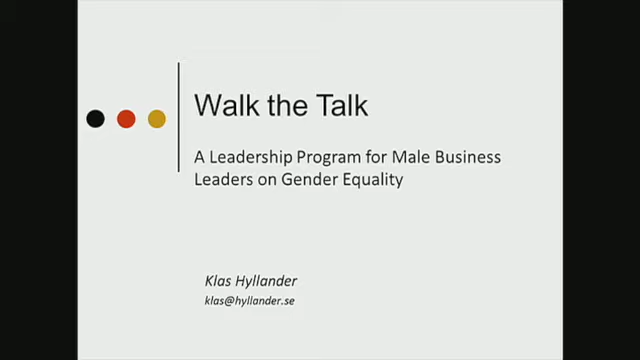 Walk the Talk
A Leadership Program for Male Business
Leaders on Gender Equality
Klas Hyllander
klas@hyllander.se